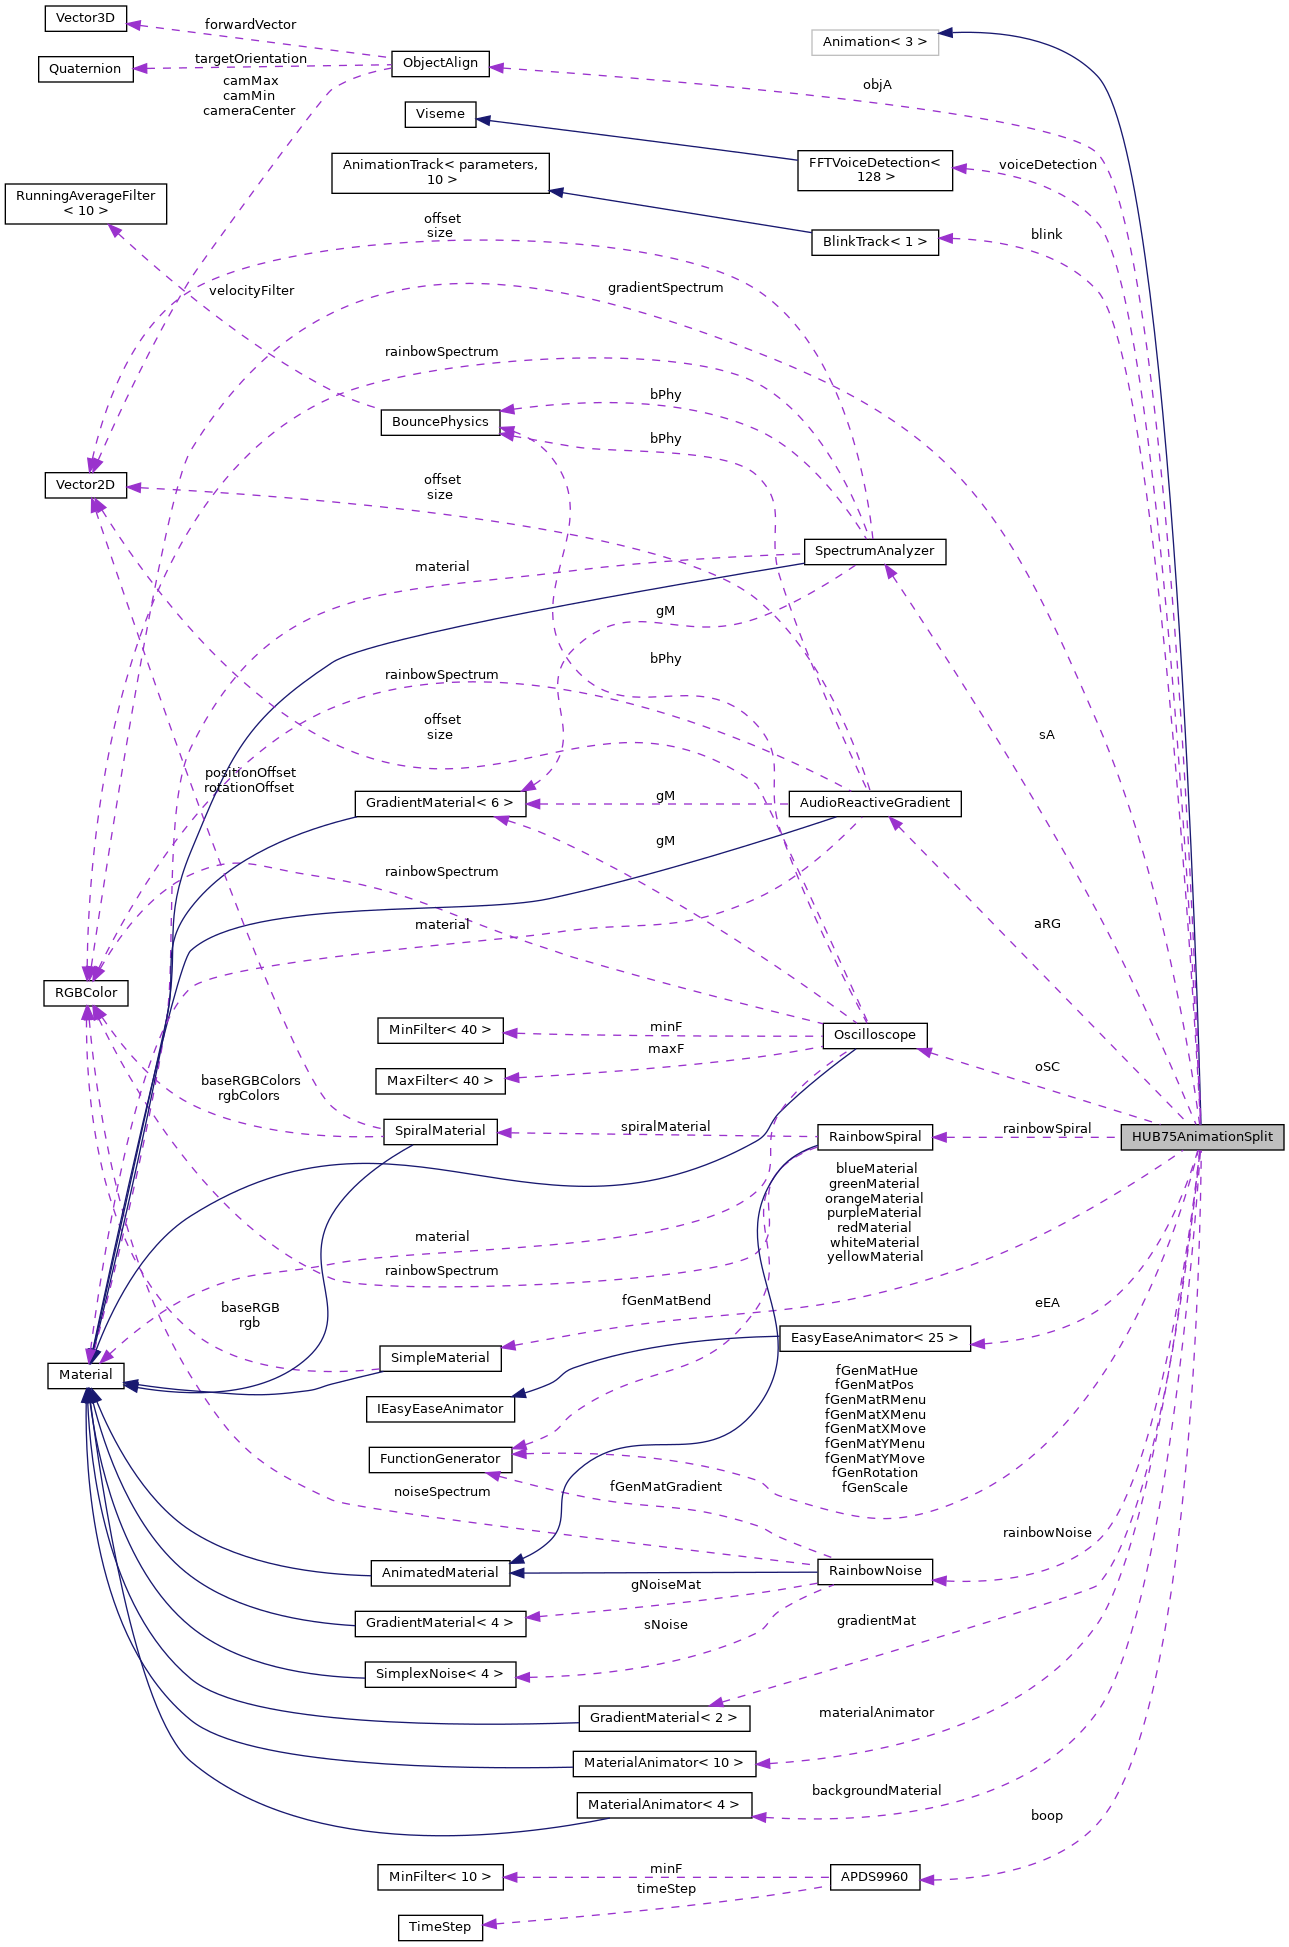 Vector3D
forwardVector
Animation< 3 >
Quaternion
targetOrientation
ObjectAlign
camMax
camMin
cameraCenter
objA
Viseme
AnimationTrack< parameters,
10 >
FFTVoiceDetection<
128 >
voiceDetection
RunningAverageFilter
< 10 >
offset
size
BlinkTrack< 1 >
blink
velocityFilter
gradientSpectrum
rainbowSpectrum
bPhy
BouncePhysics
bPhy
Vector2D
offset
size
SpectrumAnalyzer
material
gM
bPhy
rainbowSpectrum
offset
size
sA
positionOffset
rotationOffset
GradientMaterial< 6 >
gM
AudioReactiveGradient
gM
rainbowSpectrum
material
aRG
RGBColor
MinFilter< 40 >
minF
Oscilloscope
maxF
MaxFilter< 40 >
oSC
baseRGBColors
rgbColors
SpiralMaterial
spiralMaterial
RainbowSpiral
rainbowSpiral
HUB75AnimationSplit
blueMaterial
greenMaterial
orangeMaterial
purpleMaterial
redMaterial
whiteMaterial
yellowMaterial
material
rainbowSpectrum
baseRGB
rgb
fGenMatBend
eEA
EasyEaseAnimator< 25 >
SimpleMaterial
Material
IEasyEaseAnimator
fGenMatHue
fGenMatPos
fGenMatRMenu
fGenMatXMenu
fGenMatXMove
fGenMatYMenu
fGenMatYMove
fGenRotation
fGenScale
FunctionGenerator
noiseSpectrum
fGenMatGradient
rainbowNoise
AnimatedMaterial
RainbowNoise
gNoiseMat
GradientMaterial< 4 >
sNoise
gradientMat
SimplexNoise< 4 >
GradientMaterial< 2 >
materialAnimator
MaterialAnimator< 10 >
backgroundMaterial
MaterialAnimator< 4 >
boop
MinFilter< 10 >
minF
APDS9960
timeStep
TimeStep